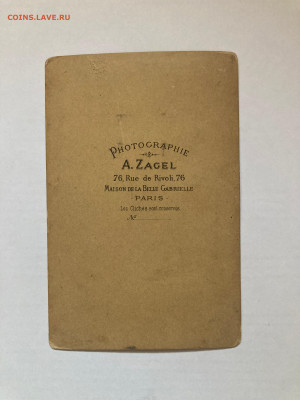 COINS.LAVE.RU
PHOTOGRAPHIE
A. ZAGEL
76, Rue de Rivoli, 76
MAISON DE LA BELLE GABRIELLE
PARIS
Les Clichés sont conservés
No